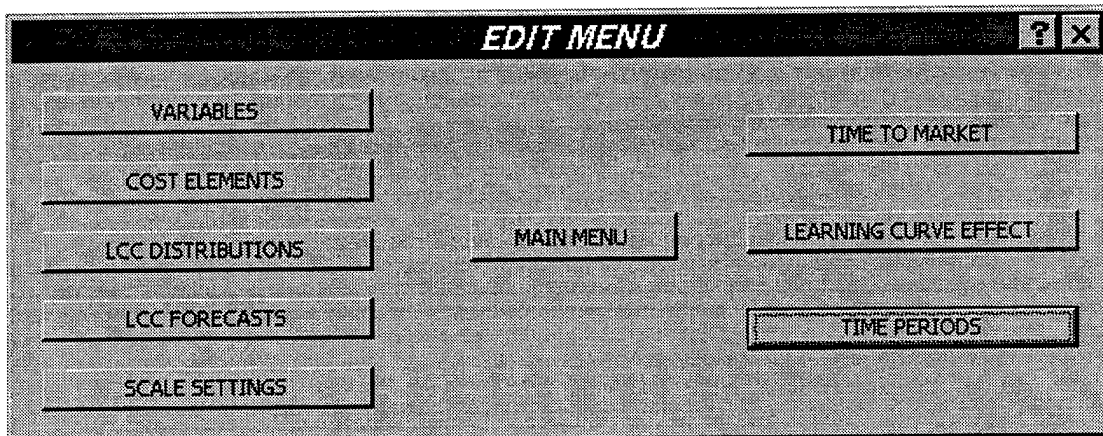 EDIT MENU
? ×
VARIABLES
COST ELEMENTS
LCC DISTRIBUTIONS
LCC FORECASTS
SCALE SETTINGS
MAIN MENU
TIME TO MARKET
LEARNING CURVE EFFECT
TIME PERIODS